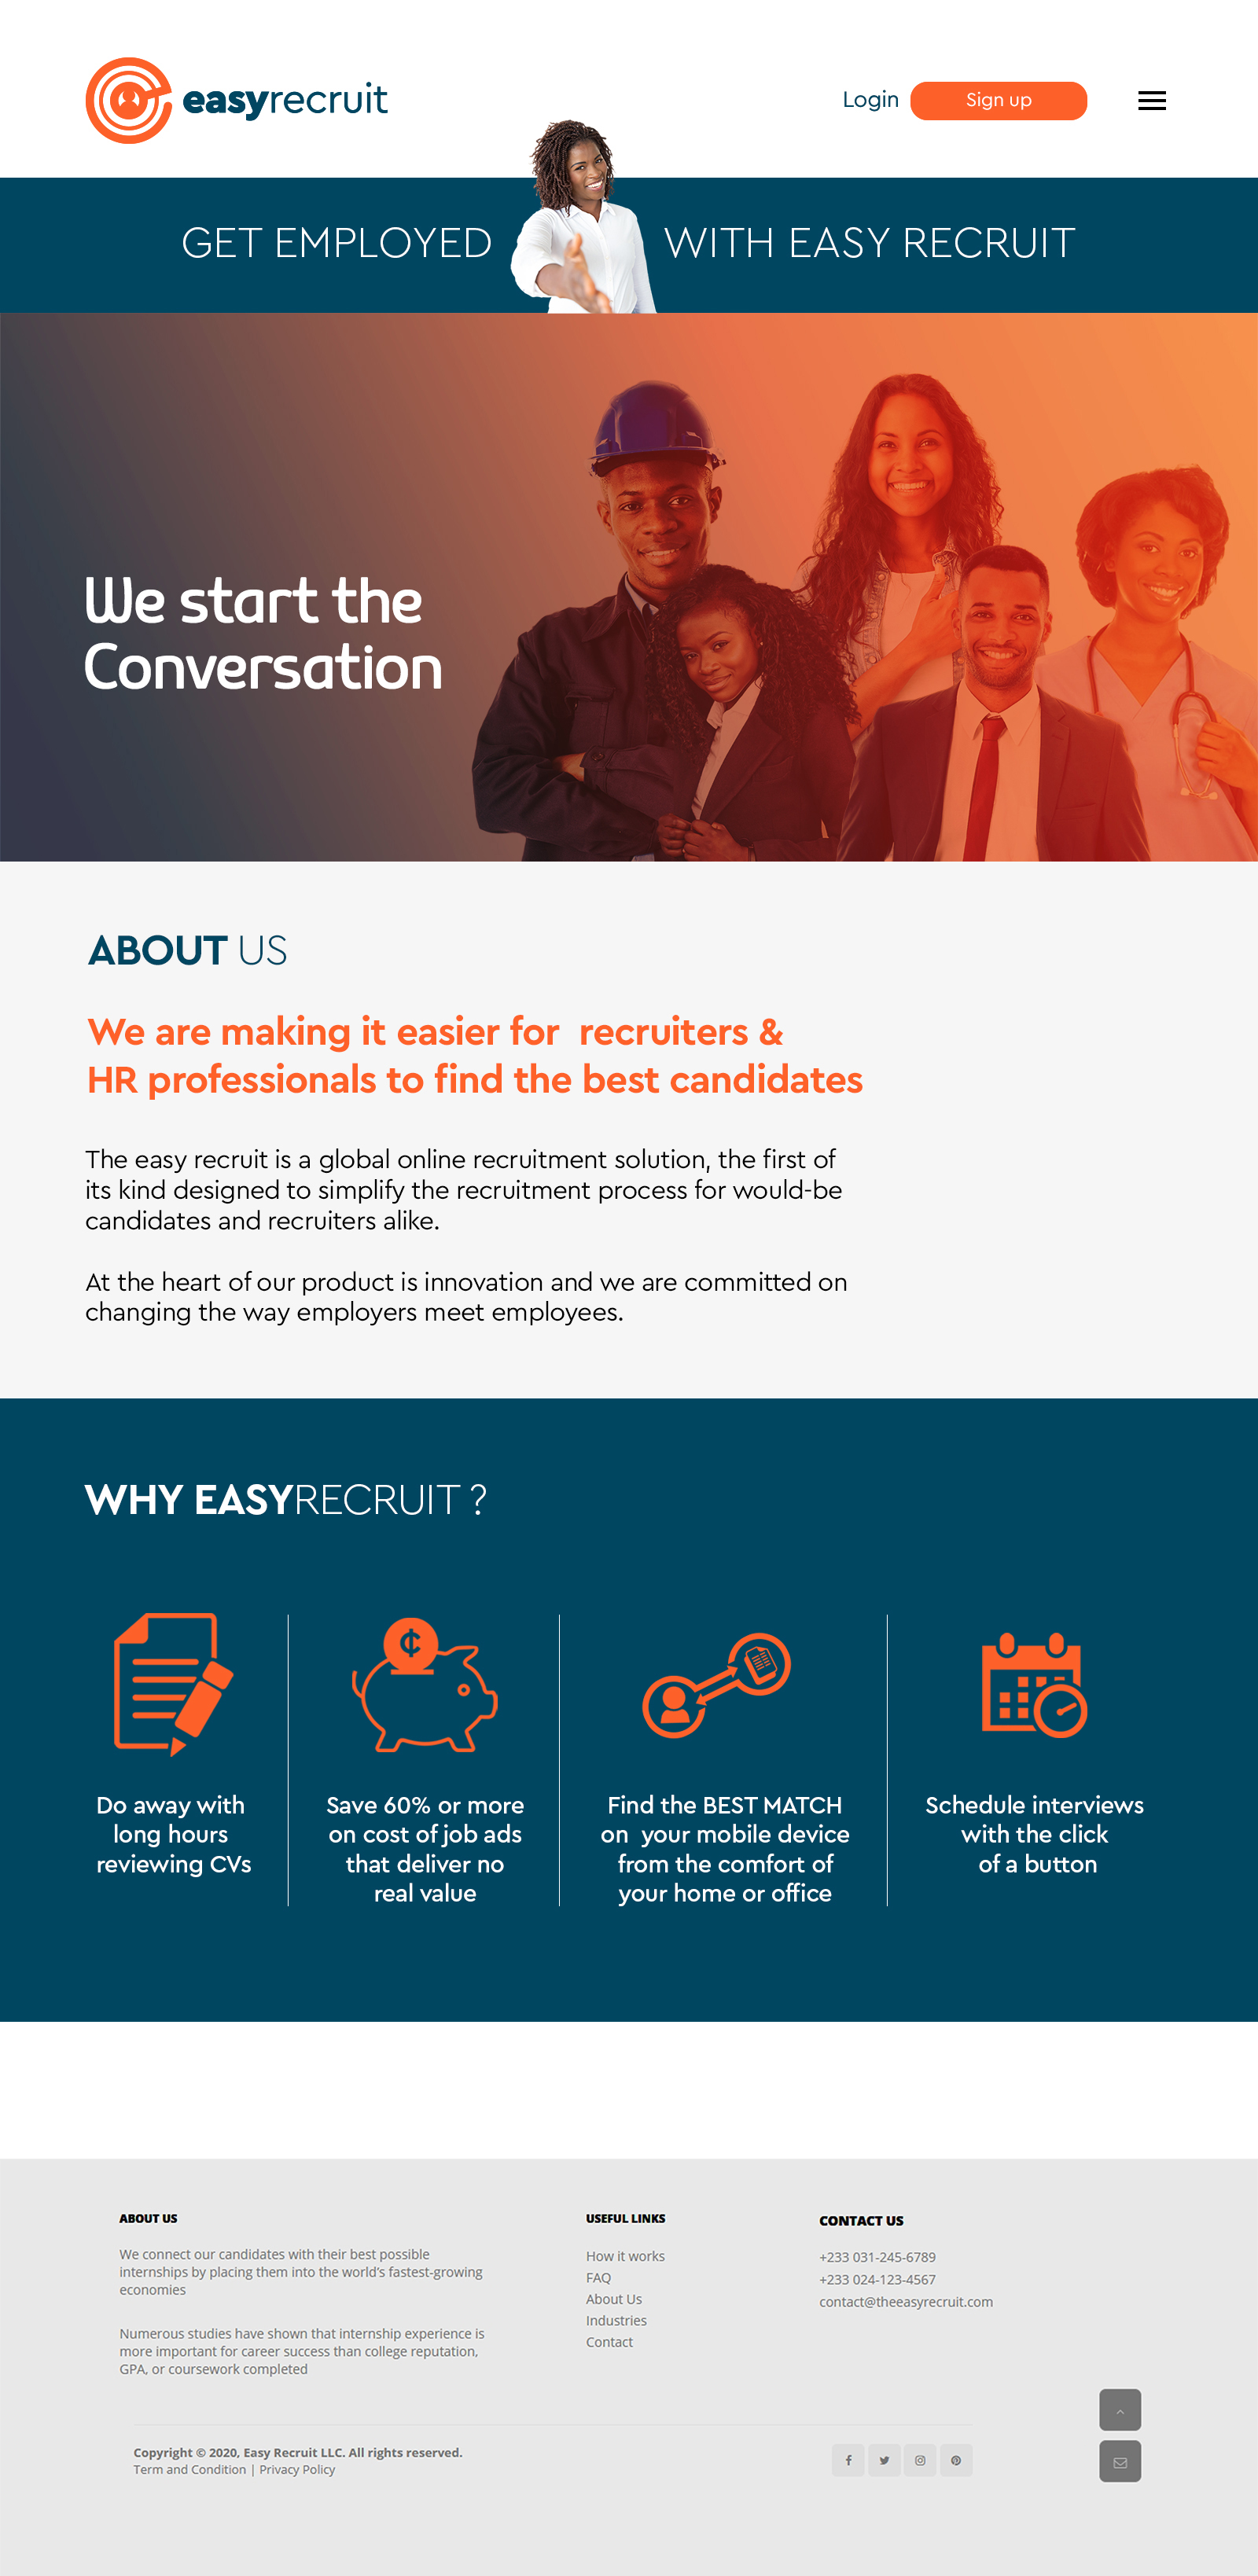 easyrecruit
Login
Sign up
GET EMPLOYED
WITH EASY RECRUIT
We start the
Conversation
ABOUT US
We are making it easier for  recruiters &
HR professionals to find the best candidates
The easy recruit is a global online recruitment solution, the first of
its kind designed to simplify the recruitment process for would-be
candidates and recruiters alike.
At the heart of our product is innovation and we are committed on
changing the way employers meet employees.
WHY EASYRECRUIT ?
Do away with
long hours
reviewing CVs
¢
Save 60% or more
on cost of job ads
that deliver no
real value
Find the BEST MATCH
on  your mobile device
from the comfort of
your home or office
Schedule interviews
with the click
of a button
ABOUT US
We connect our candidates with their best possible
internships by placing them into the world's fastest-growing
economies
Numerous studies have shown that internship experience is
more important for career success than college reputation,
GPA, or coursework completed
USEFUL LINKS
How it works
FAQ
About Us
Industries
Contact
CONTACT US
+233 031-245-6789
+233 024-123-4567
contact@theeasyrecruit.com
Copyright © 2020, Easy Recruit LLC. All rights reserved.
Term and Condition | Privacy Policy